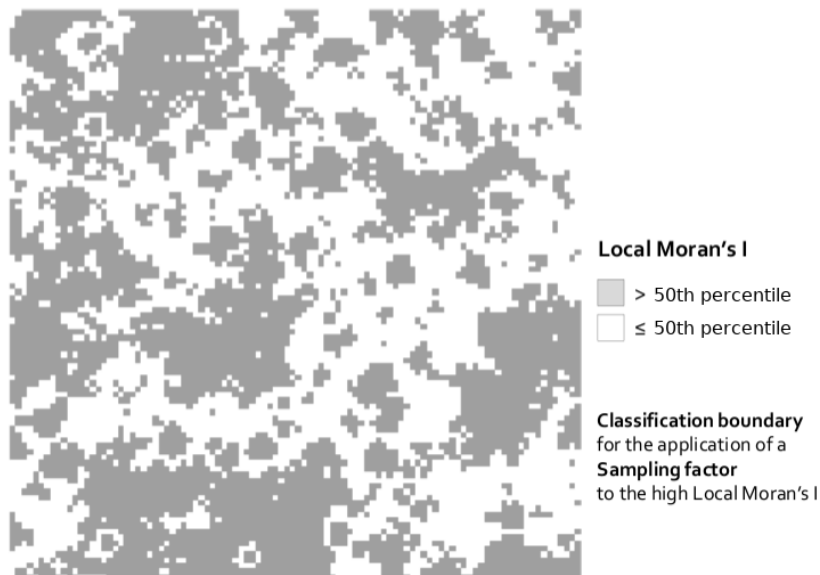 Local Moran's I
> 50th percentile
≤ 50th percentile
Classification boundary
for the application of a
Sampling factor
to the high Local Moran's I